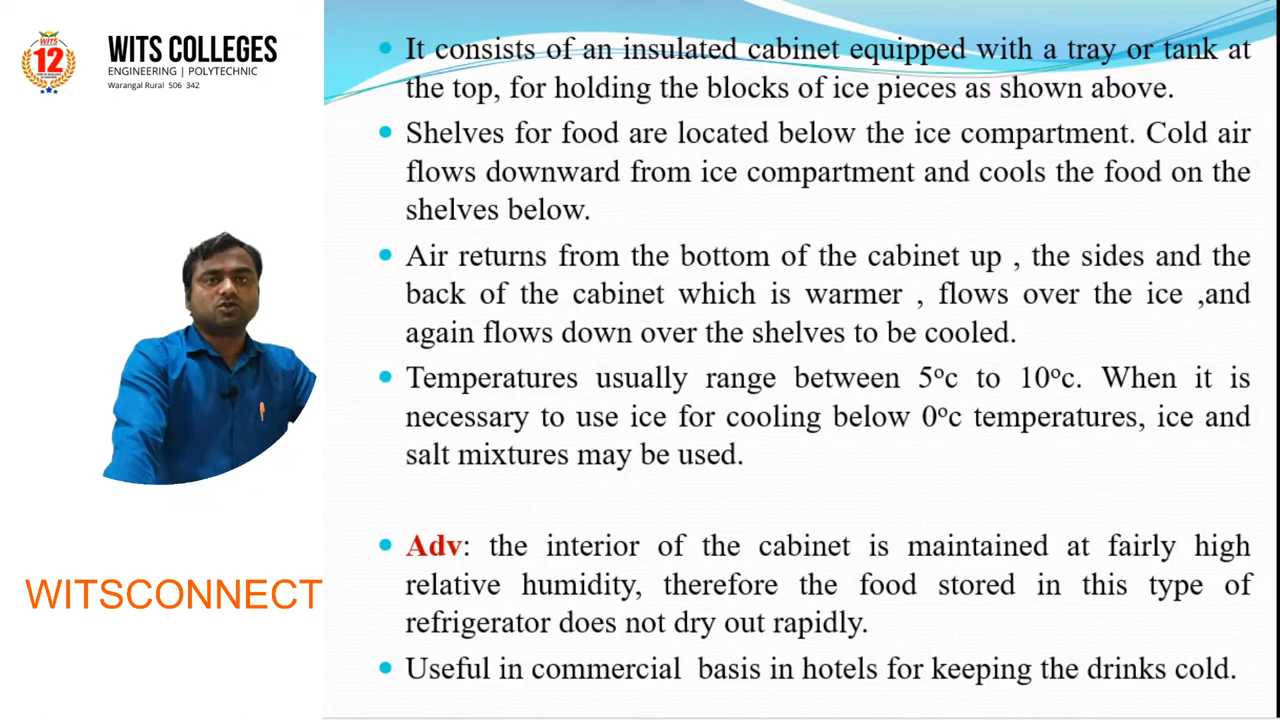 WITS
12
WITS COLLEGES
ENGINEERING | POLYTECHNIC
Warangal Rural 506 342
WITSCONNECT
• It consists of an insulated cabinet equipped with a tray or tank at
the top, for holding the blocks of ice pieces as shown above.
• Shelves for food are located below the ice compartment. Cold air
flows downward from ice compartment and cools the food on the
shelves below.
• Air returns from the bottom of the cabinet up , the sides and the
back of the cabinet which is warmer , flows over the ice ,and
again flows down over the shelves to be cooled.
• Temperatures usually range between 5ºc to 10ºc. When it is
necessary to use ice for cooling below 0ºc temperatures, ice and
salt mixtures may be used.
• Adv: the interior of the cabinet is maintained at fairly high
relative humidity, therefore the food stored in this type of
refrigerator does not dry out rapidly.
• Useful in commercial basis in hotels for keeping the drinks cold.